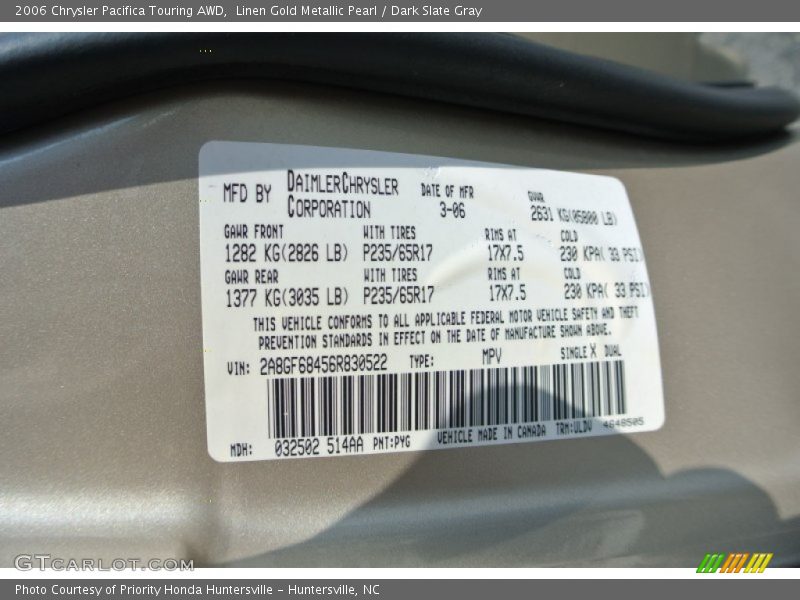 2006 Chrysler Pacifica Touring AWD,  Linen Gold Metallic Pearl / Dark Slate Gray
MFD BY DAIMLERCHRYSLER CORPORATION DATE OF MFR 3-06 GVWR 2631 KG(05800 LB)
GAWR FRONT WITH TIRES RIMS AT COLD
1282 KG(2826 LB) P235/65R17 17X7.5 230 KPA( 33 PSI)
GAWR REAR WITH TIRES RIMS AT COLD
1377 KG(3035 LB) P235/65R17 17X7.5 230 KPA( 33 PSI)
THIS VEHICLE CONFORMS TO ALL APPLICABLE FEDERAL MOTOR VEHICLE SAFETY AND THEFT
PREVENTION STANDARDS IN EFFECT ON THE DATE OF MANUFACTURE SHOWN ABOVE.
VIN: 2A8GF68456R830522 TYPE: MPV SINGLE X DUAL
MDH: 032502 514AA PNT:PYG VEHICLE MADE IN CANADA TRM:ULDV 4648505
GTCARLOT.COM
Photo Courtesy of Priority Honda Huntersville - Huntersville, NC